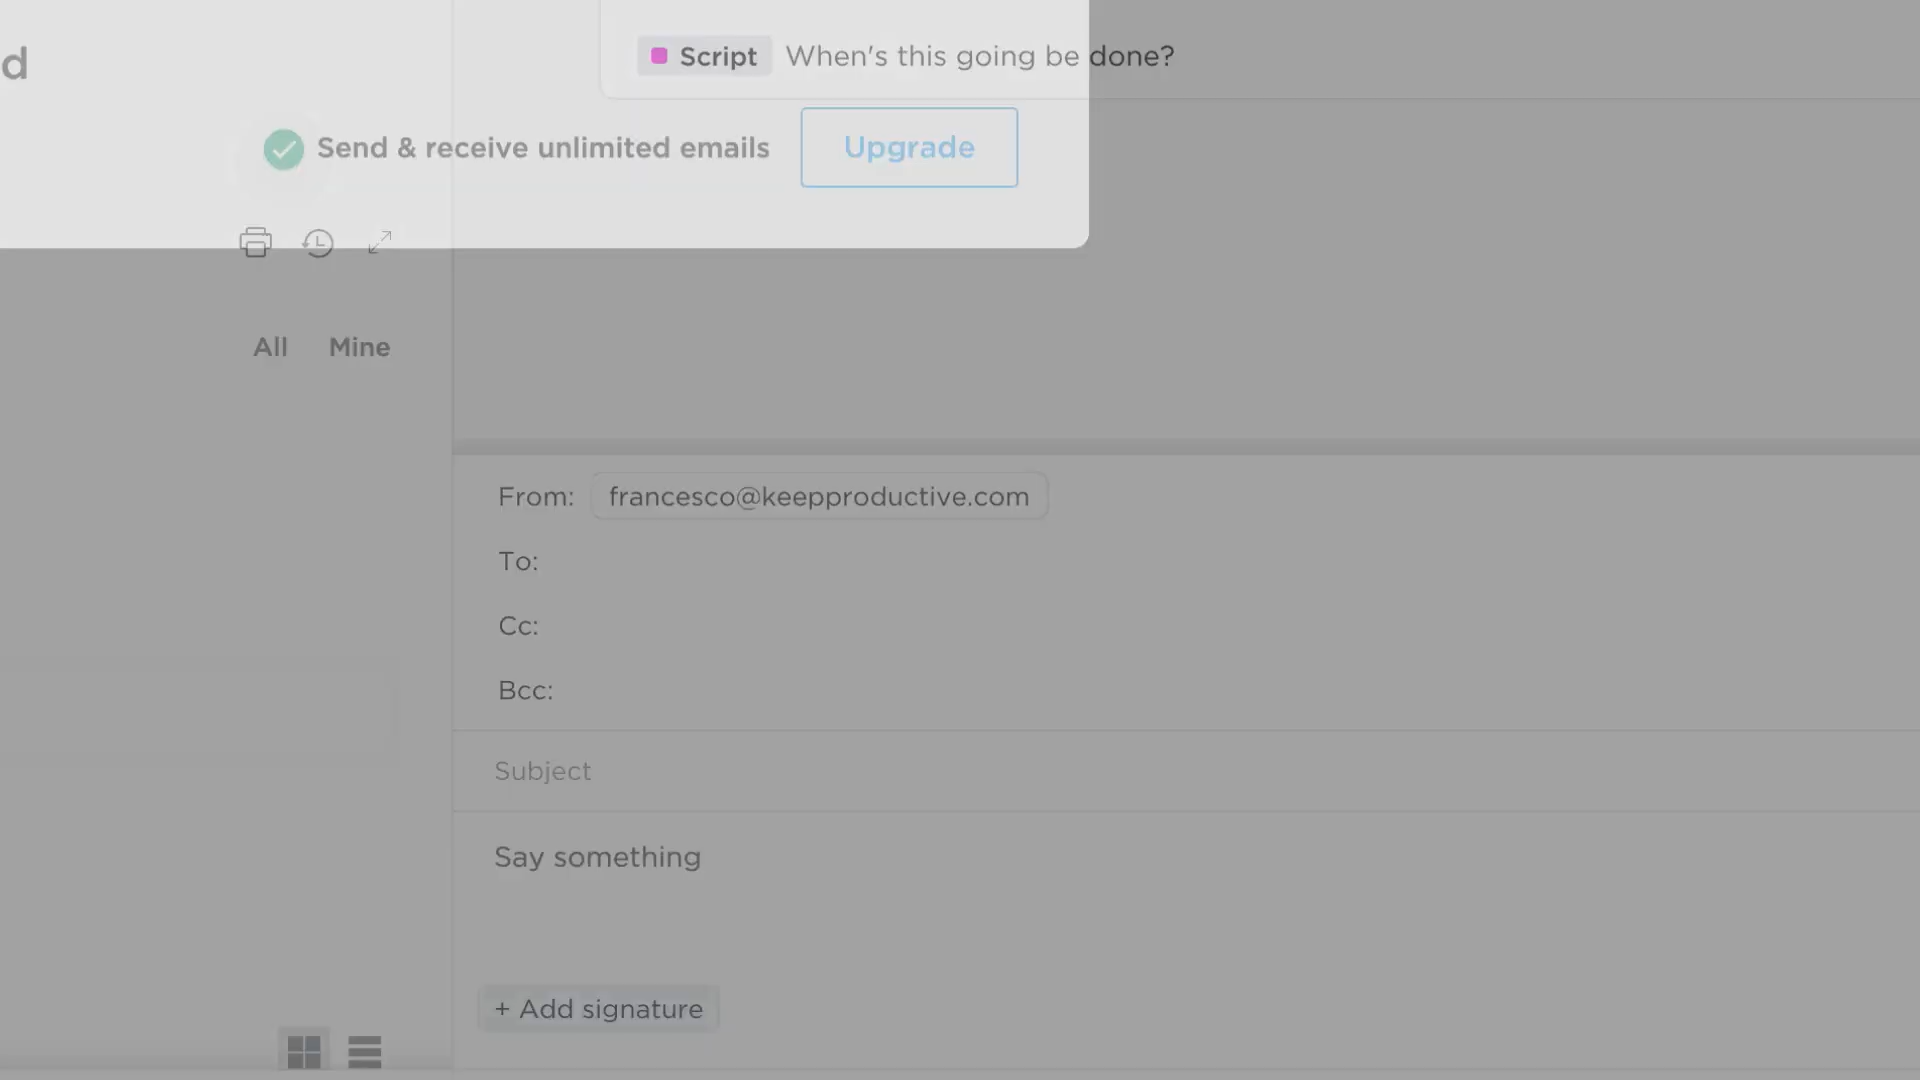 d
Script When's this going be done?
Send & receive unlimited emails Upgrade
All Mine
From: francesco@keepproductive.com
To:
Cc:
Bcc:
Subject
Say something
+ Add signature